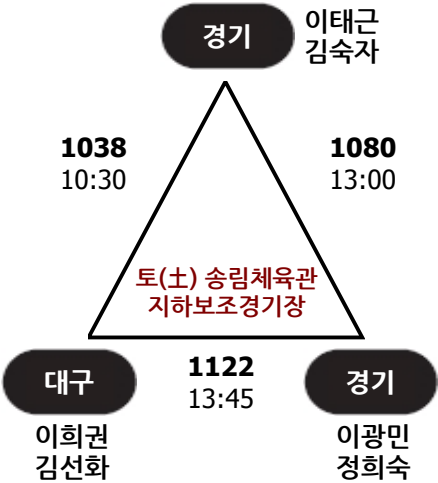 경기
이태근
김숙자
1038
10:30
1080
13:00
토(土) 송림체육관
지하보조경기장
대구
1122
13:45
경기
이희권
김선화
이광민
정희숙